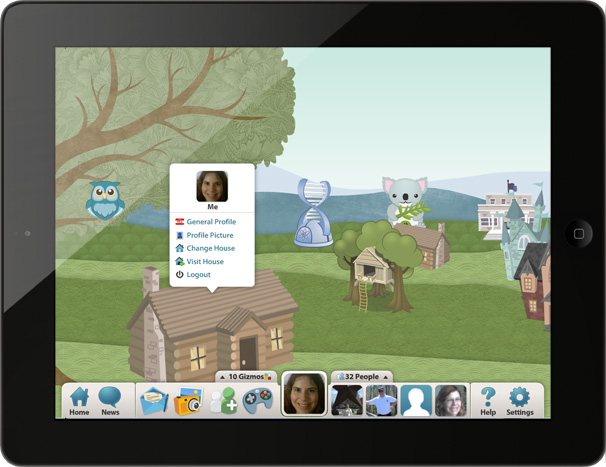 Me
General Profile
Profile Picture
Change House
Visit House
Logout
10 Gizmos
32 People
Home
News
Help
Settings